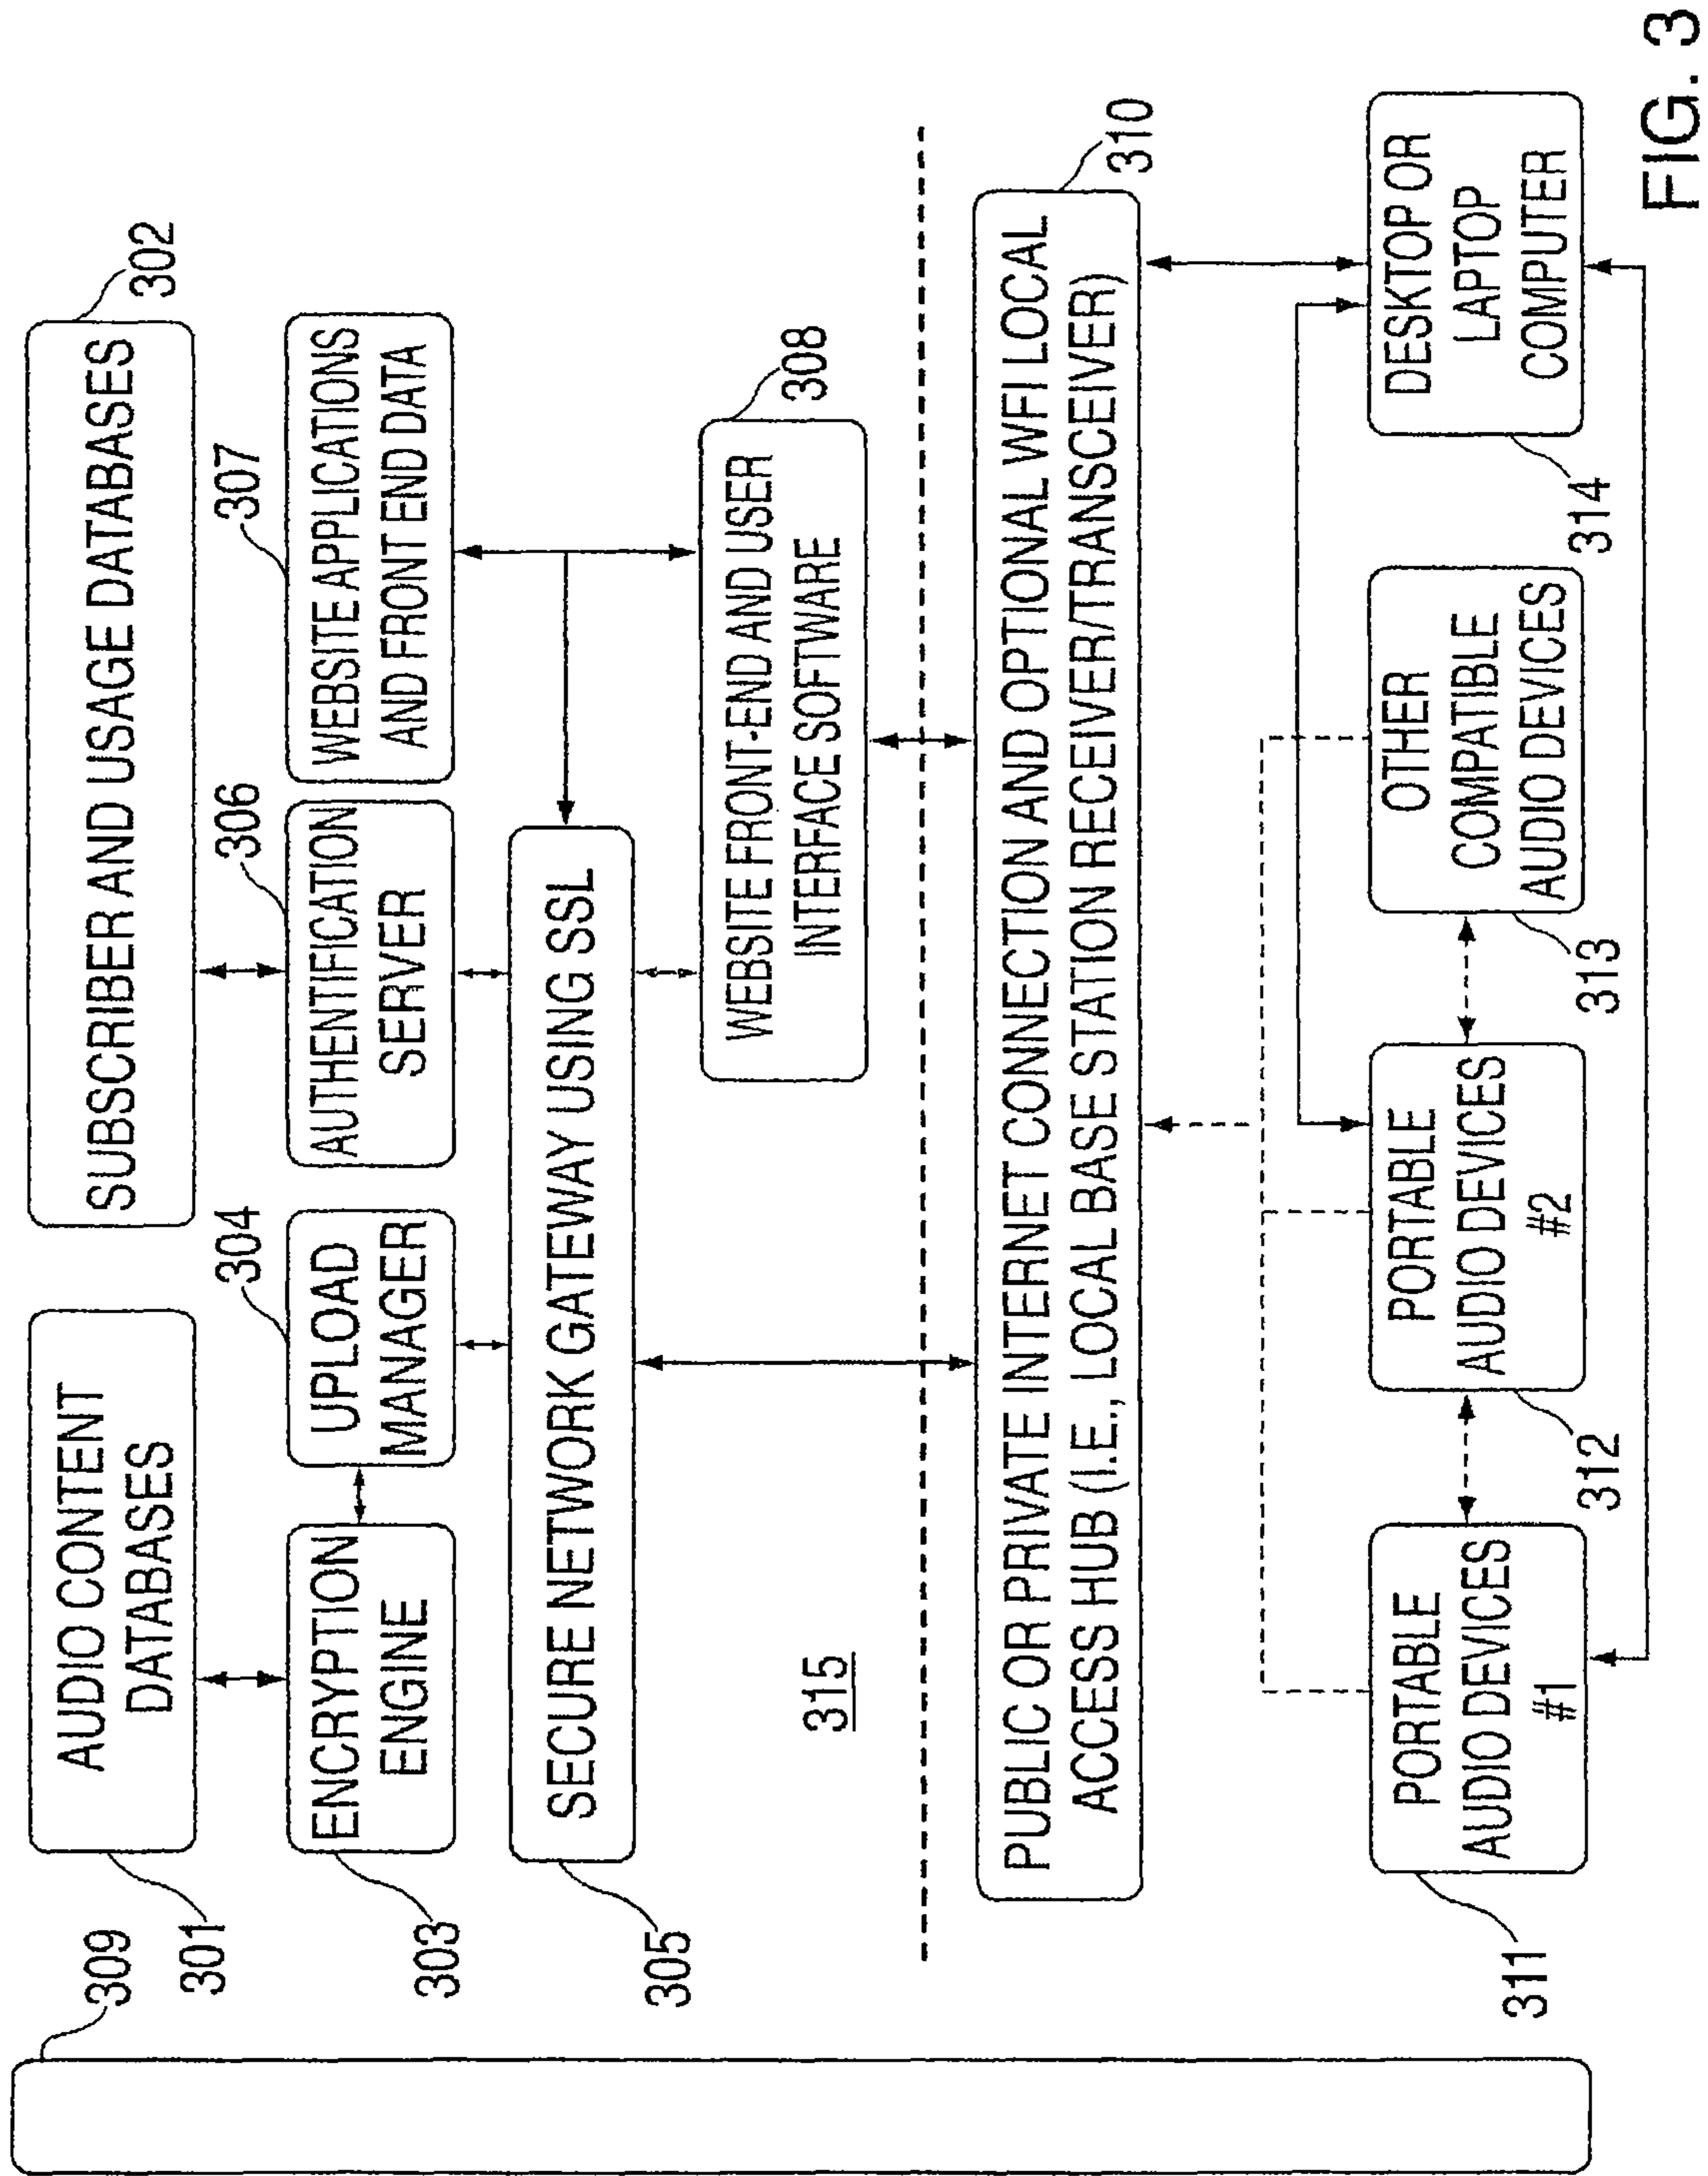 309
301
AUDIO CONTENT
DATABASES
302
SUBSCRIBER AND USAGE DATABASES
303
ENCRYPTION
ENGINE
304
UPLOAD
MANAGER
306
AUTHENTIFICATION
SERVER
307
WEBSITE APPLICATIONS
AND FRONT END DATA
305
SECURE NETWORK GATEWAY USING SSL
308
WEBSITE FRONT-END AND USER
INTERFACE SOFTWARE
315
310
PUBLIC OR PRIVATE INTERNET CONNECTION AND OPTIONAL WFI LOCAL
ACCESS HUB (I.E., LOCAL BASE STATION RECEIVER/TRANSCEIVER)
311
PORTABLE
AUDIO DEVICES
#1
312
PORTABLE
AUDIO DEVICES
#2
313
OTHER
COMPATIBLE
AUDIO DEVICES
314
DESKTOP OR
LAPTOP
COMPUTER
FIG. 3